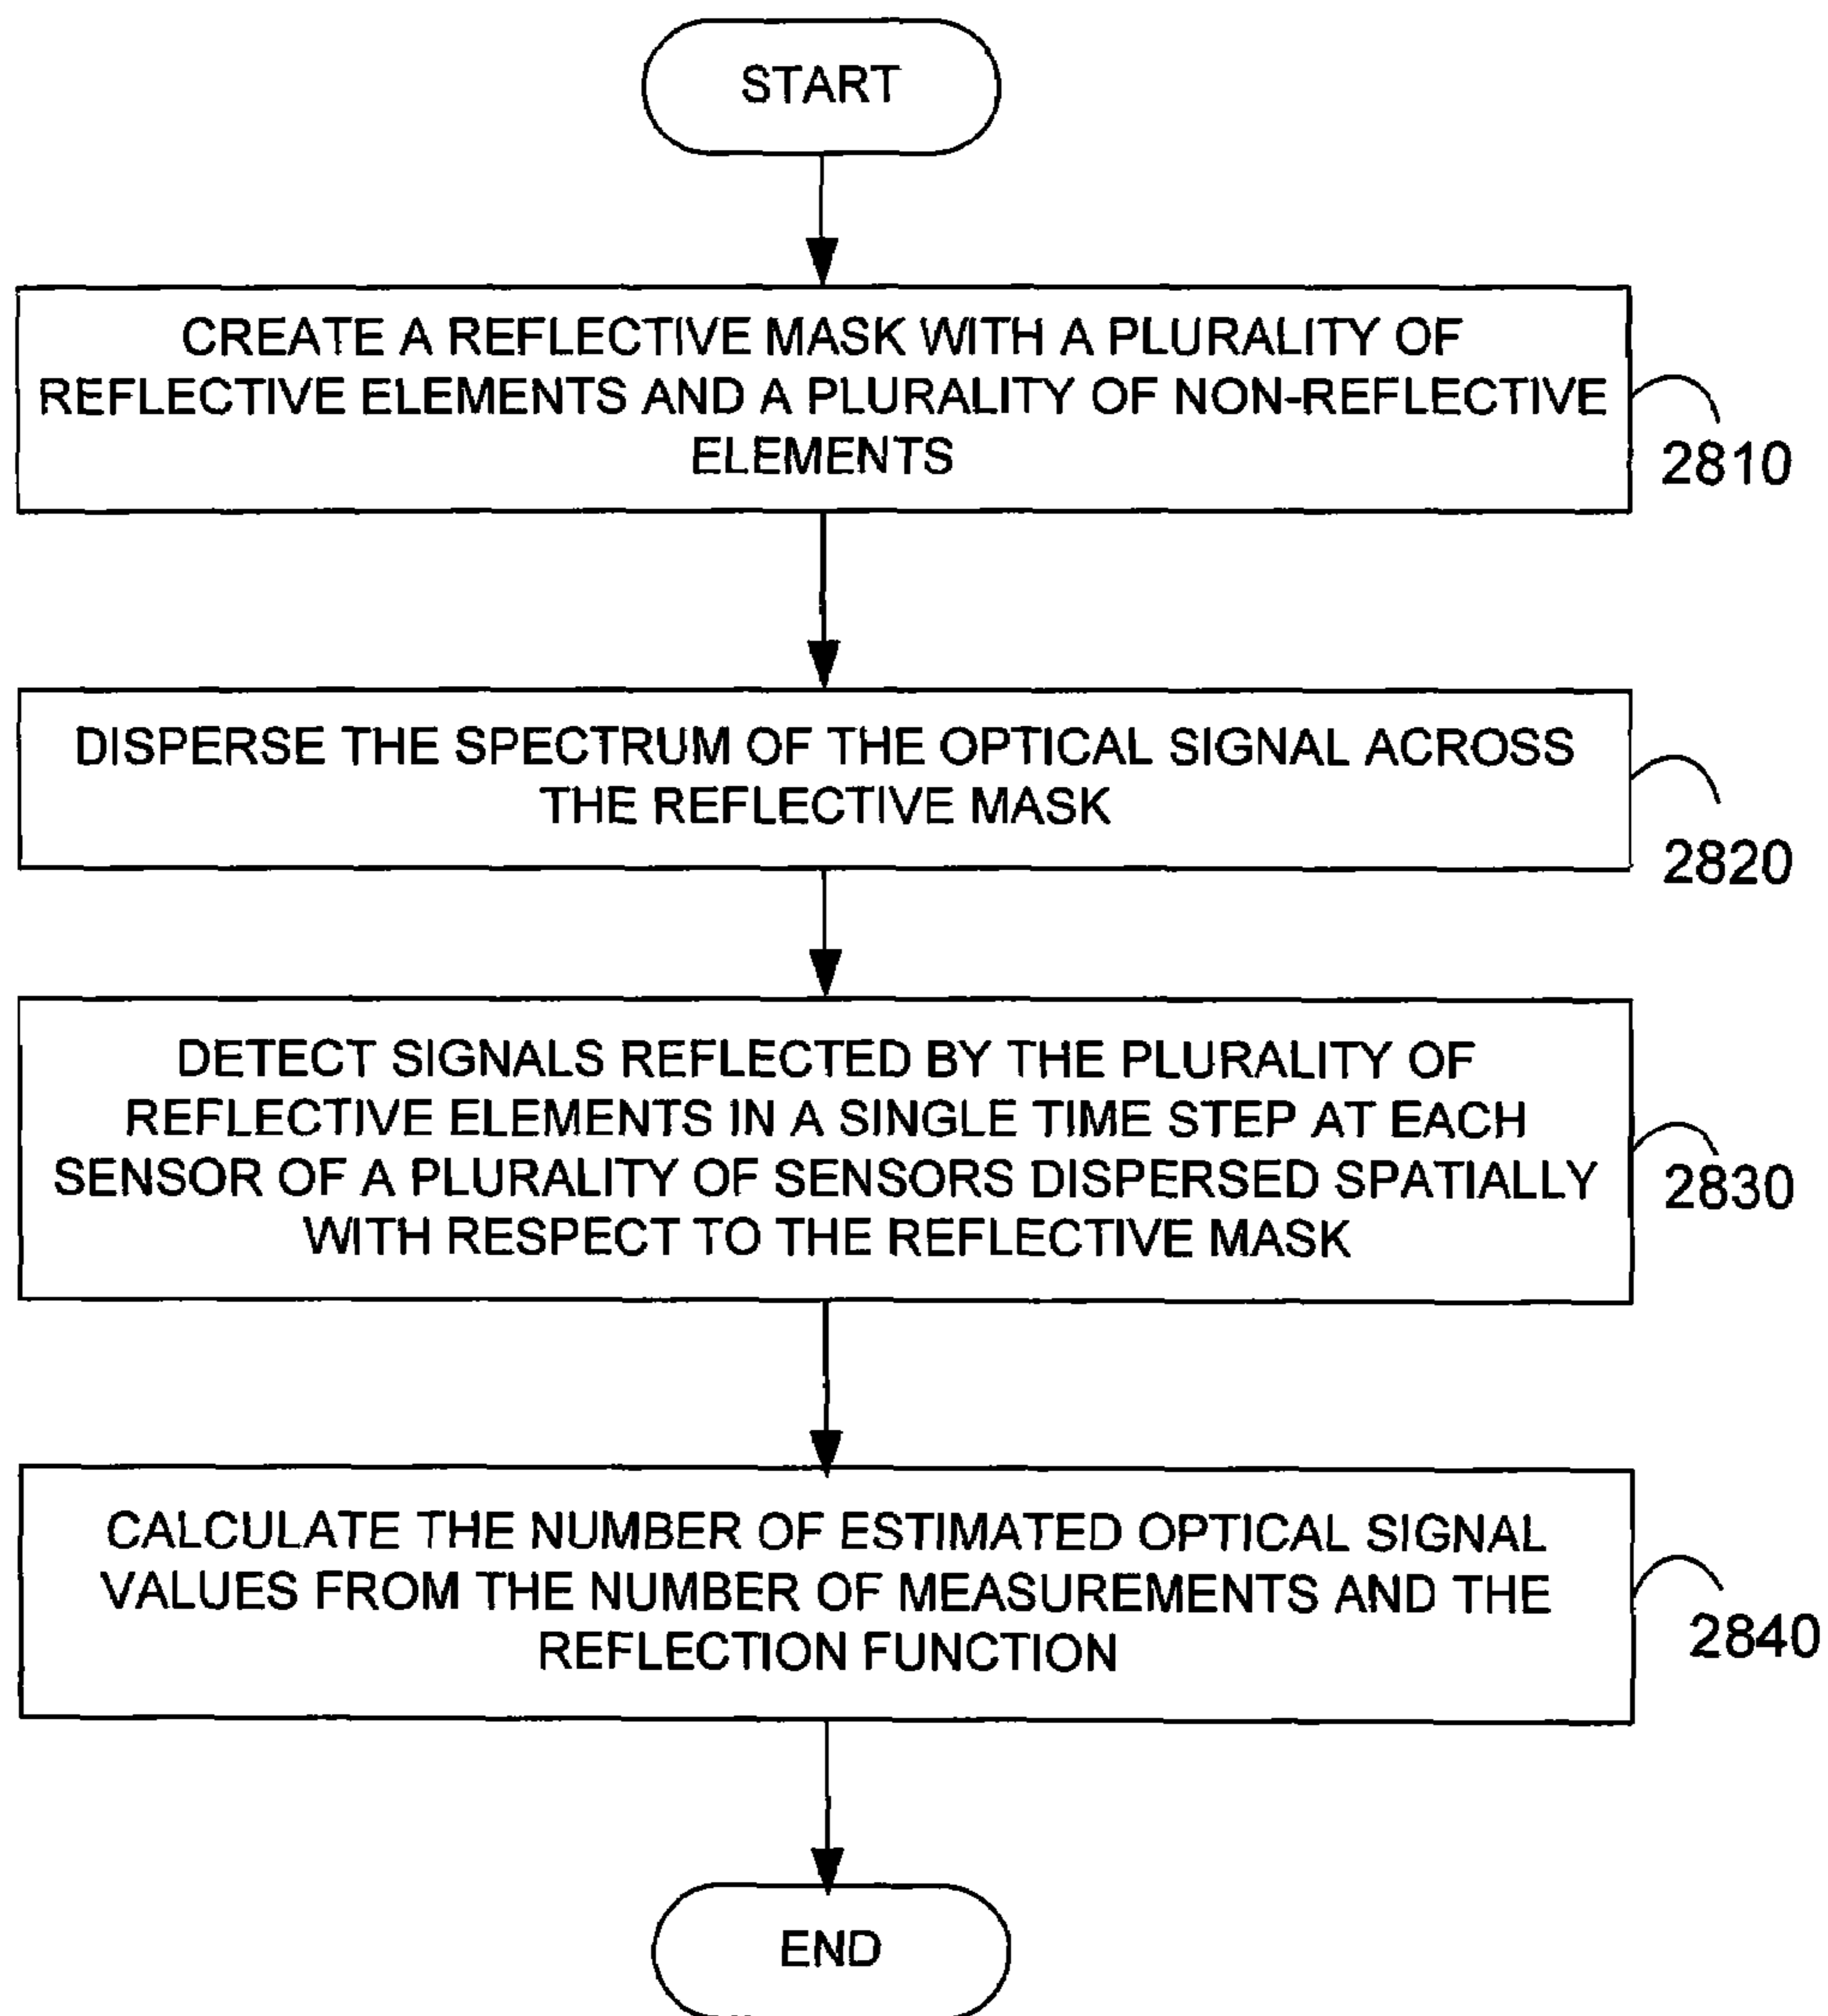 START
CREATE A REFLECTIVE MASK WITH A PLURALITY OF
REFLECTIVE ELEMENTS AND A PLURALITY OF NON-REFLECTIVE
ELEMENTS
2810
DISPERSE THE SPECTRUM OF THE OPTICAL SIGNAL ACROSS
THE REFLECTIVE MASK
2820
DETECT SIGNALS REFLECTED BY THE PLURALITY OF
REFLECTIVE ELEMENTS IN A SINGLE TIME STEP AT EACH
SENSOR OF A PLURALITY OF SENSORS DISPERSED SPATIALLY
WITH RESPECT TO THE REFLECTIVE MASK
2830
CALCULATE THE NUMBER OF ESTIMATED OPTICAL SIGNAL
VALUES FROM THE NUMBER OF MEASUREMENTS AND THE
REFLECTION FUNCTION
2840
END